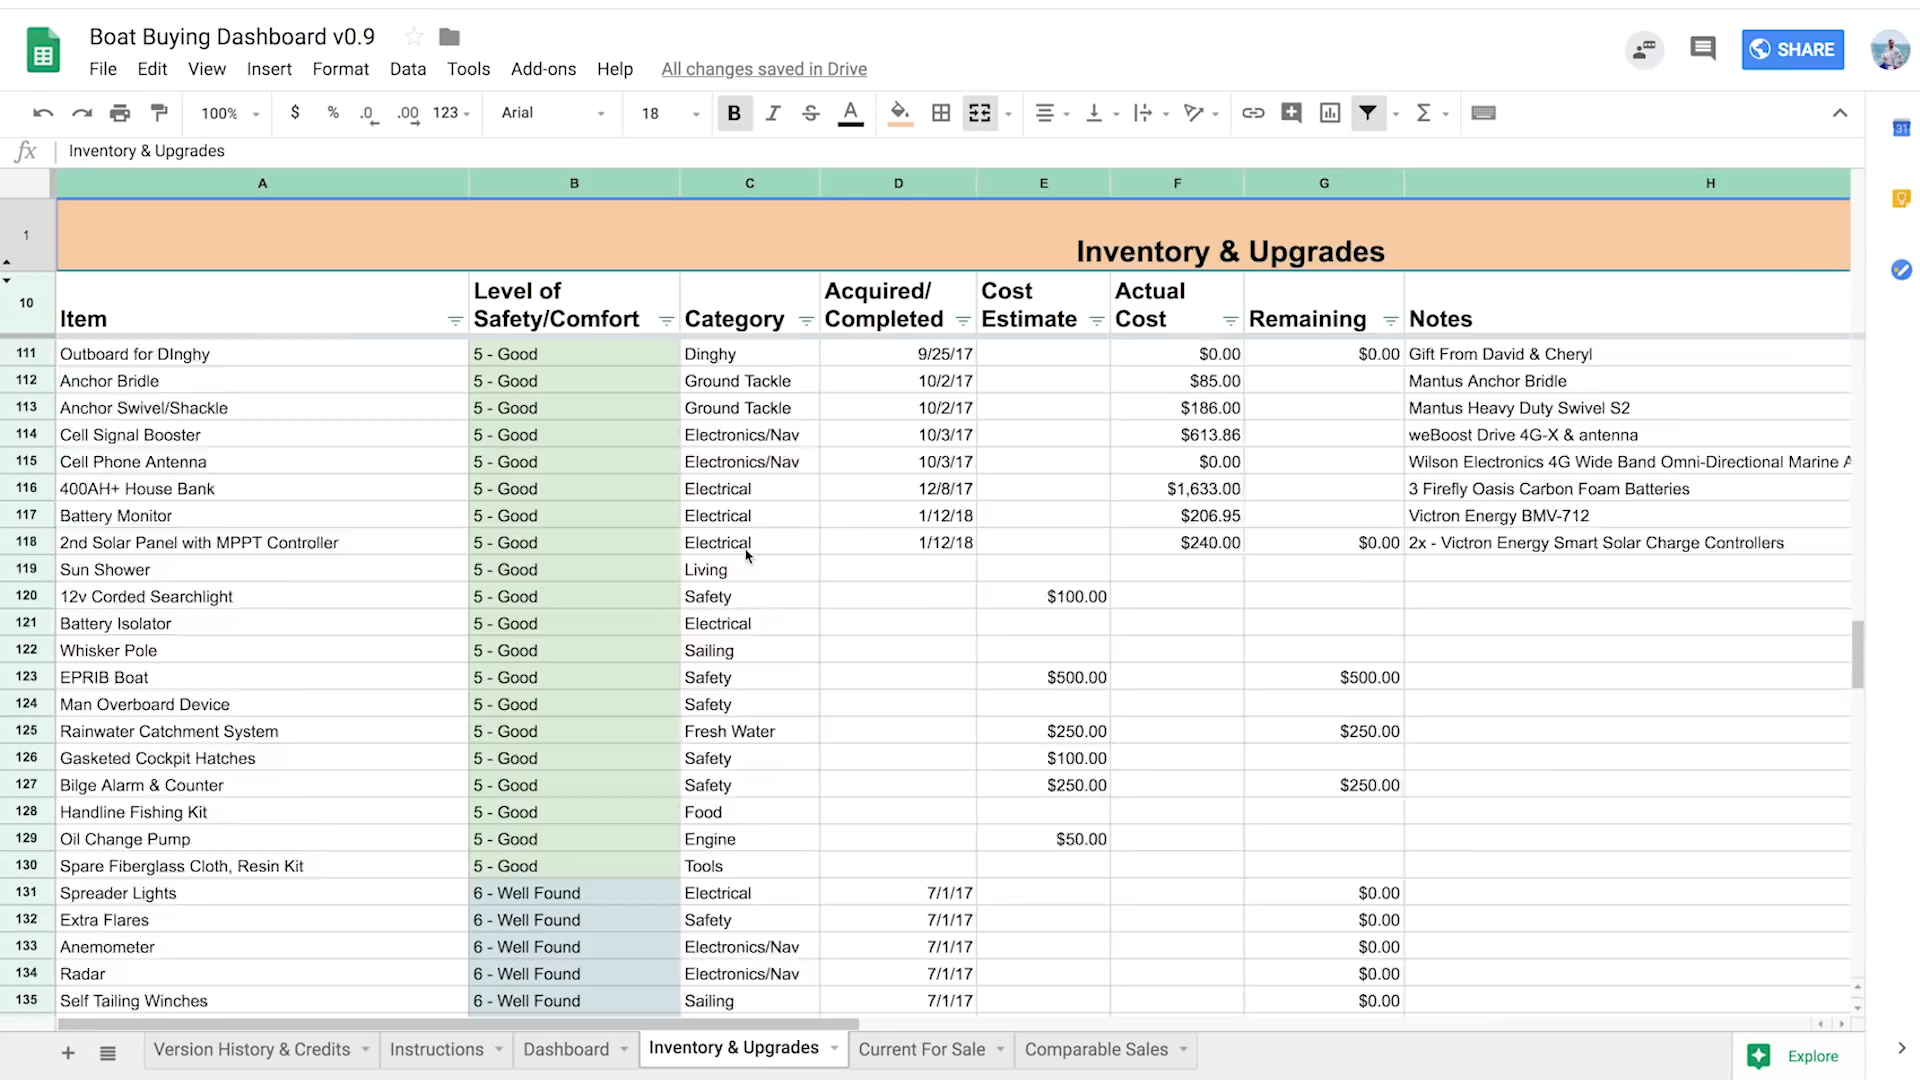 Boat Buying Dashboard v0.9
File Edit View Insert Format Data Tools Add-ons Help All changes saved in Drive
SHARE
100% $ % .0 .00 123 Arial 18 B I S A Σ
fx Inventory & Upgrades
A B C D E F G H
1 Inventory & Upgrades
10 Item Level of Safety/Comfort Category Acquired/ Completed Cost Estimate Actual Cost Remaining Notes
111 Outboard for DInghy 5 - Good Dinghy 9/25/17 $0.00 $0.00 Gift From David & Cheryl
112 Anchor Bridle 5 - Good Ground Tackle 10/2/17 $85.00 Mantus Anchor Bridle
113 Anchor Swivel/Shackle 5 - Good Ground Tackle 10/2/17 $186.00 Mantus Heavy Duty Swivel S2
114 Cell Signal Booster 5 - Good Electronics/Nav 10/3/17 $613.86 weBoost Drive 4G-X & antenna
115 Cell Phone Antenna 5 - Good Electronics/Nav 10/3/17 $0.00 Wilson Electronics 4G Wide Band Omni-Directional Marine A
116 400AH+ House Bank 5 - Good Electrical 12/8/17 $1,633.00 3 Firefly Oasis Carbon Foam Batteries
117 Battery Monitor 5 - Good Electrical 1/12/18 $206.95 Victron Energy BMV-712
118 2nd Solar Panel with MPPT Controller 5 - Good Electrical 1/12/18 $240.00 $0.00 2x - Victron Energy Smart Solar Charge Controllers
119 Sun Shower 5 - Good Living
120 12v Corded Searchlight 5 - Good Safety $100.00
121 Battery Isolator 5 - Good Electrical
122 Whisker Pole 5 - Good Sailing
123 EPRIB Boat 5 - Good Safety $500.00 $500.00
124 Man Overboard Device 5 - Good Safety
125 Rainwater Catchment System 5 - Good Fresh Water $250.00 $250.00
126 Gasketed Cockpit Hatches 5 - Good Safety $100.00
127 Bilge Alarm & Counter 5 - Good Safety $250.00 $250.00
128 Handline Fishing Kit 5 - Good Food
129 Oil Change Pump 5 - Good Engine $50.00
130 Spare Fiberglass Cloth, Resin Kit 5 - Good Tools
131 Spreader Lights 6 - Well Found Electrical 7/1/17 $0.00
132 Extra Flares 6 - Well Found Safety 7/1/17 $0.00
133 Anemometer 6 - Well Found Electronics/Nav 7/1/17 $0.00
134 Radar 6 - Well Found Electronics/Nav 7/1/17 $0.00
135 Self Tailing Winches 6 - Well Found Sailing 7/1/17 $0.00
Version History & Credits Instructions Dashboard Inventory & Upgrades Current For Sale Comparable Sales Explore
31